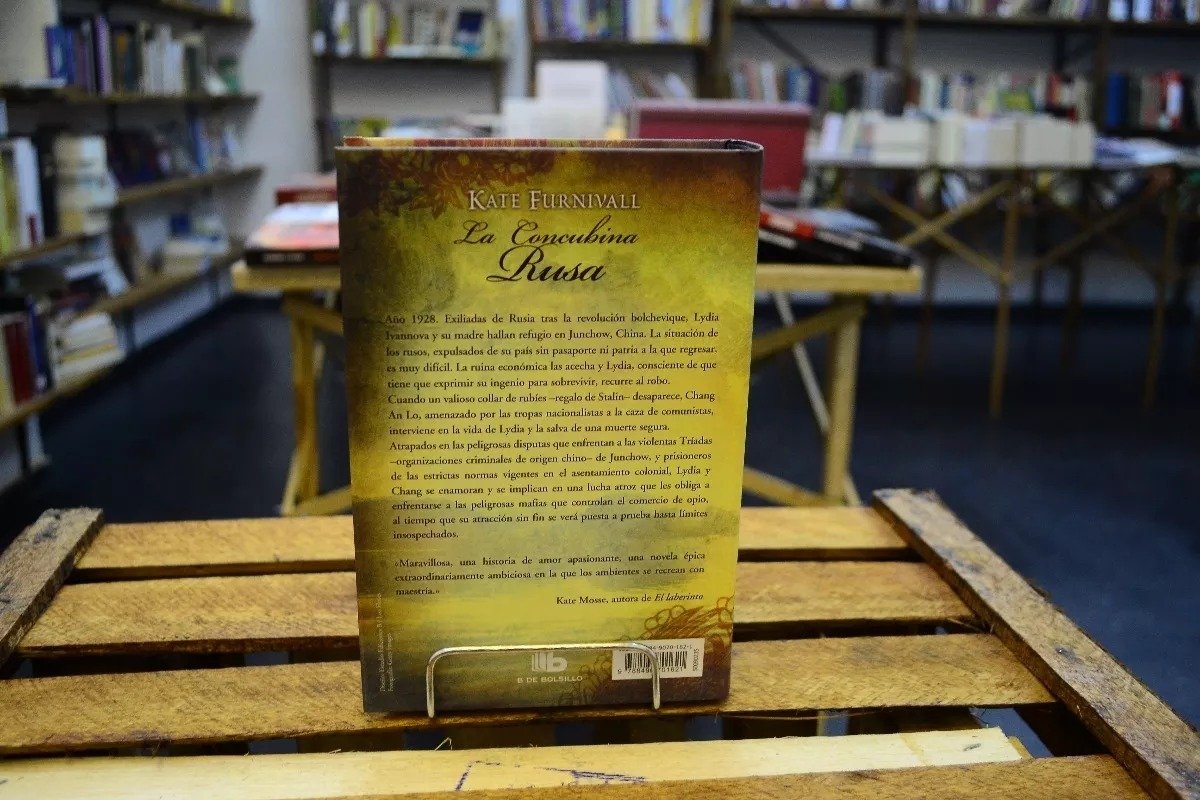 KATE FURNIVALL
La Concubina
Rusa
Año 1928. Exiliadas de Rusia tras la revolución bolchevique, Lydia
Ivannova y su madre hallan refugio en Junchow, China. La situación de
los rusos, expulsados de su país sin pasaporte ni patria a la que regresar,
es muy difícil. La ruina económica las acecha y Lydia, consciente de que
tiene que exprimir su ingenio para sobrevivir, recurre al robo.
Cuando un valioso collar de rubíes –regalo de Stalin– desaparece, Chang
An Lo, amenazado por las tropas nacionalistas a la caza de comunistas,
interviene en la vida de Lydia y la salva de una muerte segura.
Atrapados en las peligrosas disputas que enfrentan a las violentas Tríadas
–organizaciones criminales de origen chino– de Junchow, y prisioneros
de las estrictas normas vigentes en el asentamiento colonial, Lydia y
Chang se enamoran y se implican en una lucha atroz que les obliga a
enfrentarse a las peligrosas mafias que controlan el comercio de opio,
al tiempo que su atracción sin fin se verá puesta a prueba hasta límites
insospechados.
«Maravillosa, una historia de amor apasionante, una novela épica
extraordinariamente ambiciosa en la que los ambientes se recrean con
maestría.»
Kate Mosse, autora de El laberinto
B DE BOLSILLO